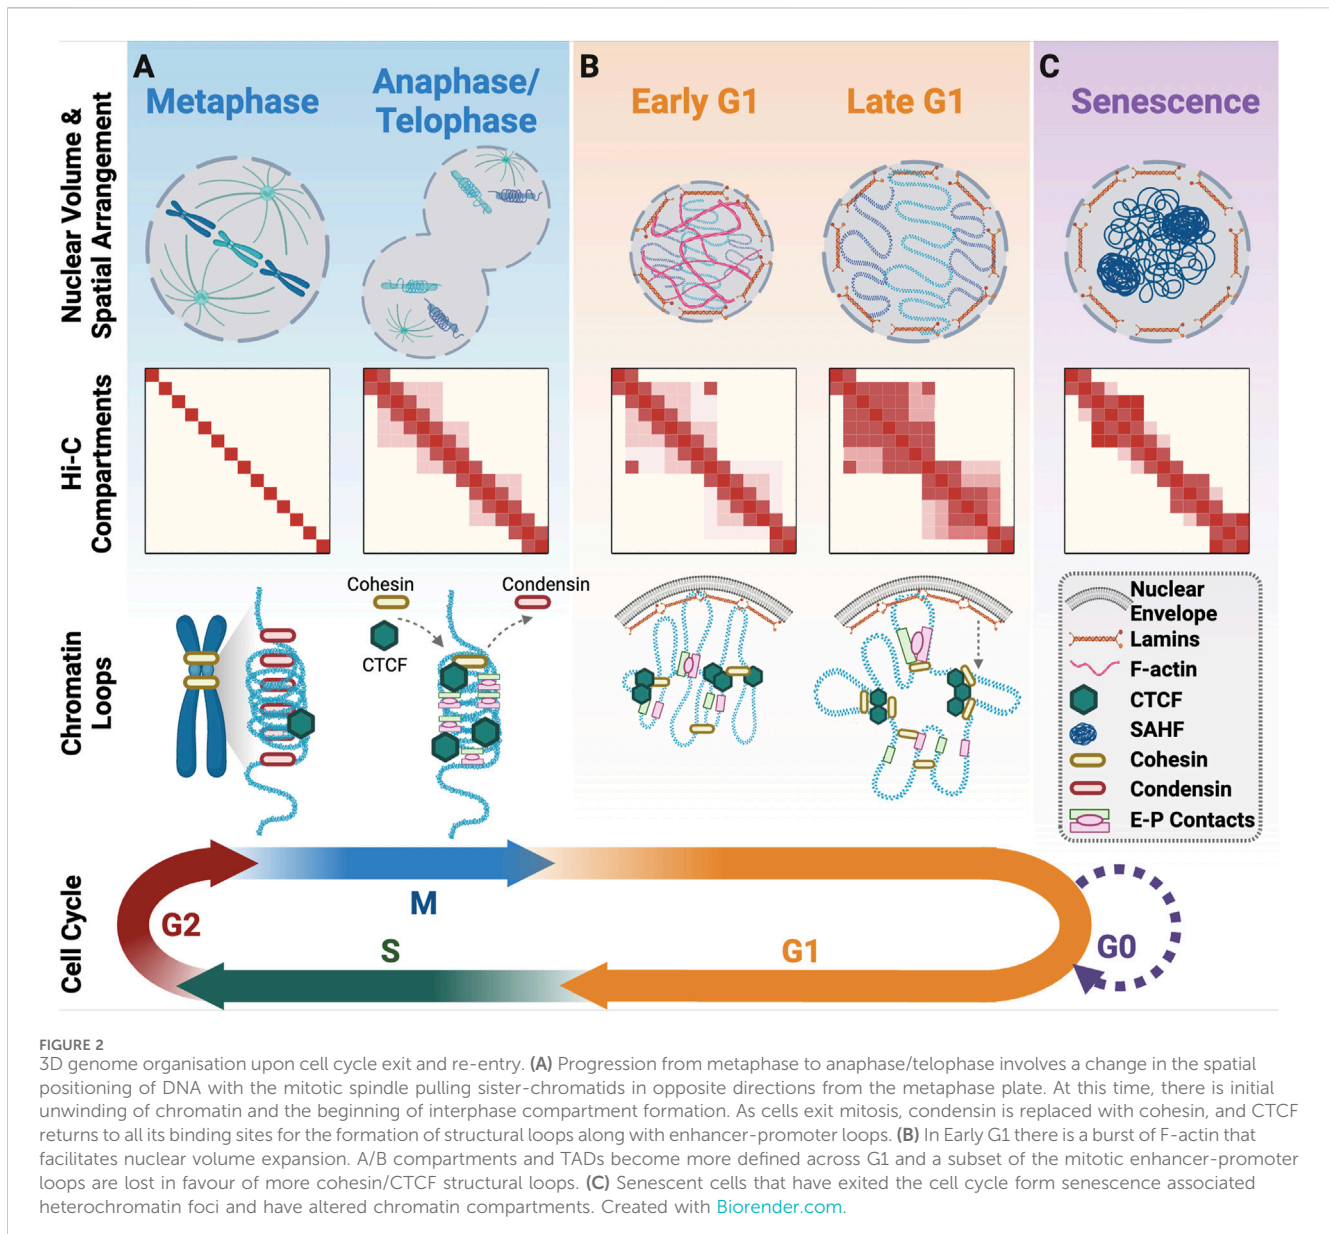 A
Metaphase
Anaphase/
Telophase
B
Early G1
Late G1
C
Senescence
Nuclear Volume &
Spatial Arrangement
Hi-C
Compartments
Chromatin
Loops
Cohesin
CTCF
Condensin
Nuclear
Envelope
Lamins
F-actin
CTCF
SAHF
Cohesin
Condensin
E-P Contacts
Cell Cycle
G2
M
S
G1
G0
FIGURE 2
3D genome organisation upon cell cycle exit and re-entry. (A) Progression from metaphase to anaphase/telophase involves a change in the spatial
positioning of DNA with the mitotic spindle pulling sister-chromatids in opposite directions from the metaphase plate. At this time, there is initial
unwinding of chromatin and the beginning of interphase compartment formation. As cells exit mitosis, condensin is replaced with cohesin, and CTCF
returns to all its binding sites for the formation of structural loops along with enhancer-promoter loops. (B) In Early G1 there is a burst of F-actin that
facilitates nuclear volume expansion. A/B compartments and TADs become more defined across G1 and a subset of the mitotic enhancer-promoter
loops are lost in favour of more cohesin/CTCF structural loops. (C) Senescent cells that have exited the cell cycle form senescence associated
heterochromatin foci and have altered chromatin compartments. Created with Biorender.com.